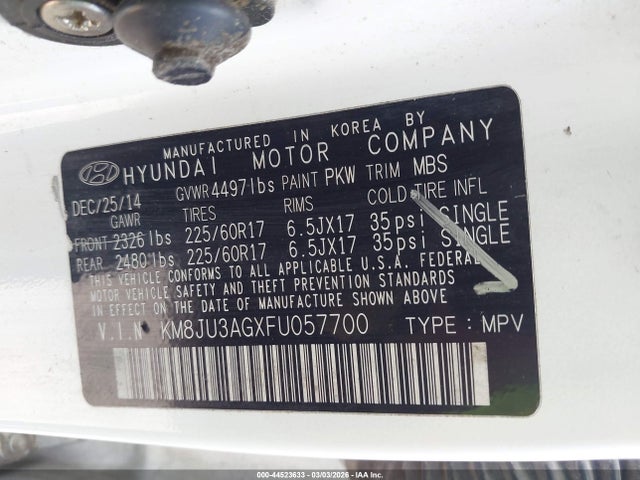 MANUFACTURED IN KOREA BY
HYUNDAI MOTOR COMPANY
DEC/25/14 GVWR 4497lbs PAINT PKW TRIM MBS
GAWR TIRES RIMS COLD TIRE INFL
FRONT 2326lbs 225/60R17 6.5JX17 35psi SINGLE
REAR 2480lbs 225/60R17 6.5JX17 35psi SINGLE
THIS VEHICLE CONFORMS TO ALL APPLICABLE U.S.A. FEDERAL
MOTOR VEHICLE SAFETY AND THEFT PREVENTION STANDARDS
IN EFFECT ON THE DATE OF MANUFACTURE SHOWN ABOVE.
V.I.N KM8JU3AGXFU057700 TYPE: MPV
000-44523633 - 03/03/2026 - IAA Inc.